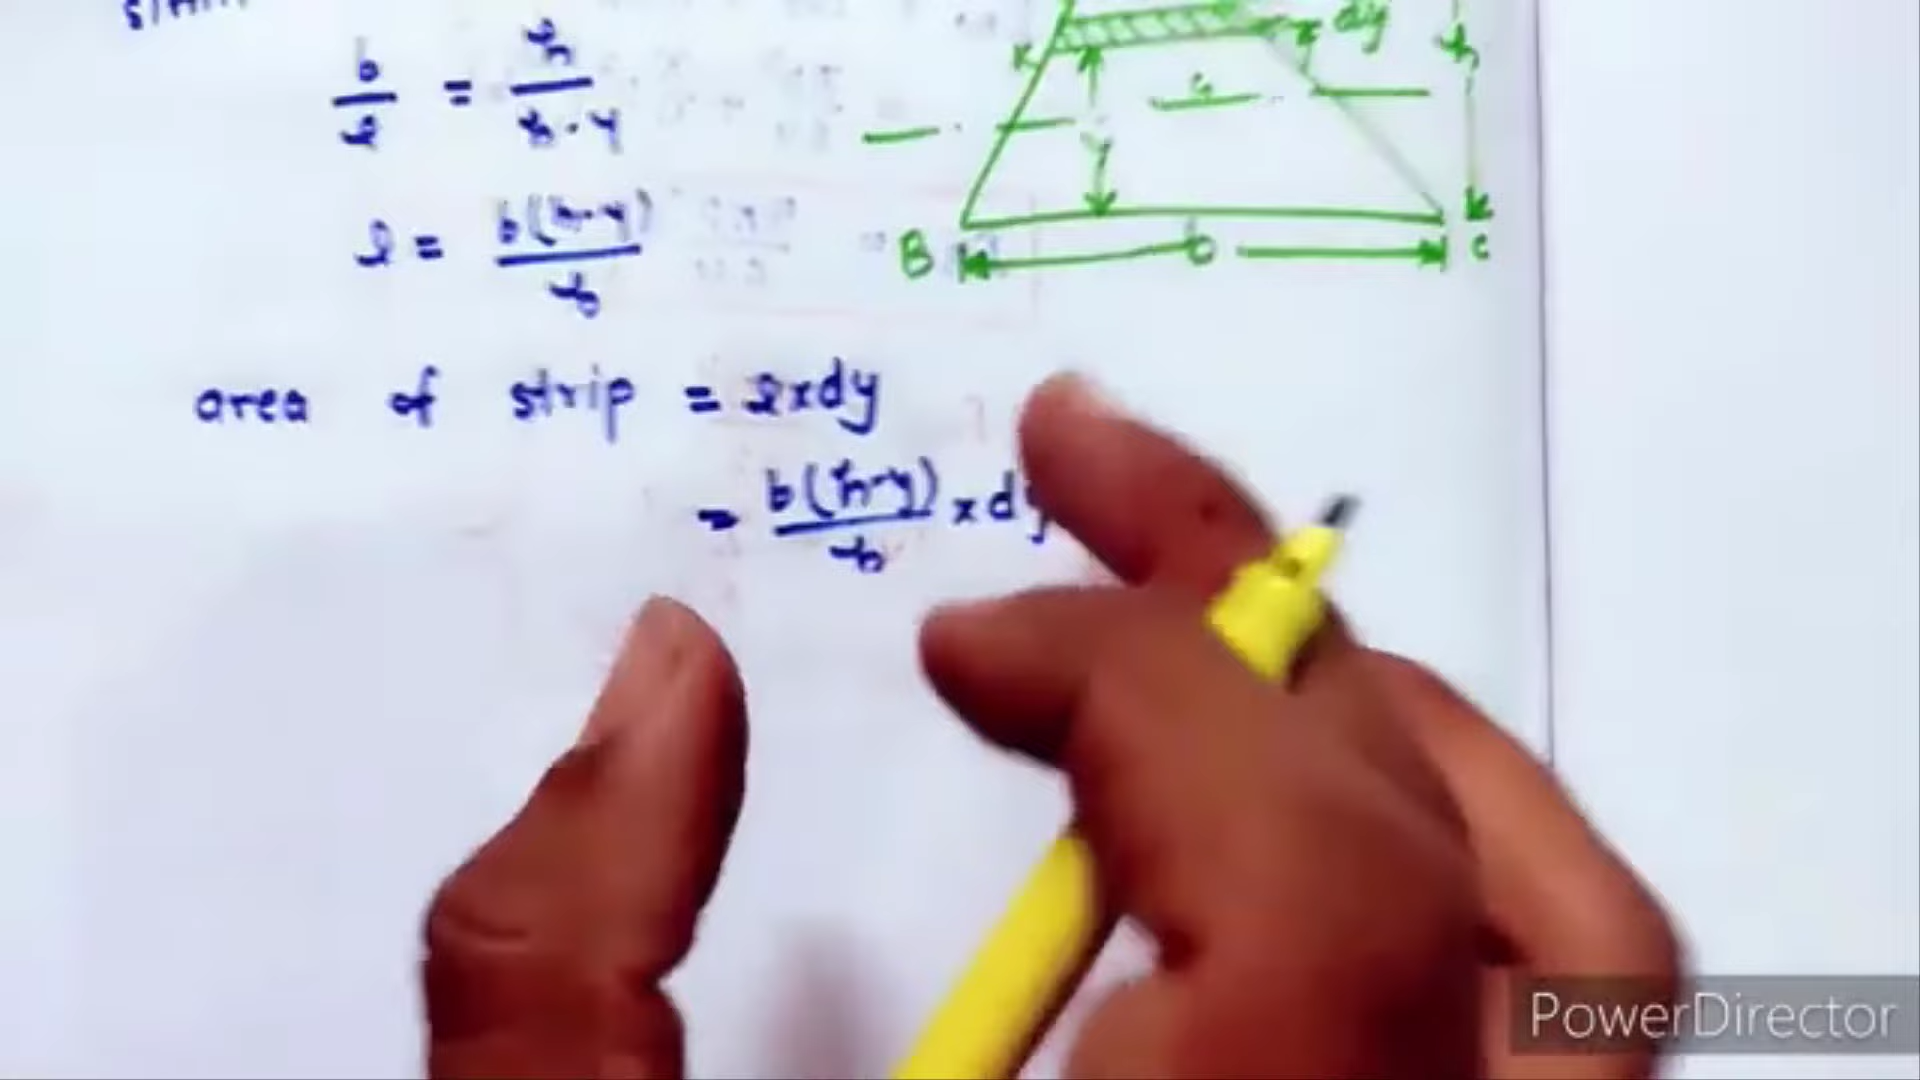 b/l = h/h-y
l = b(h-y)/h
area of strip = l×dy
= b(h-y)/h × dy
K
dy
h
G
y
B
b
C
PowerDirector